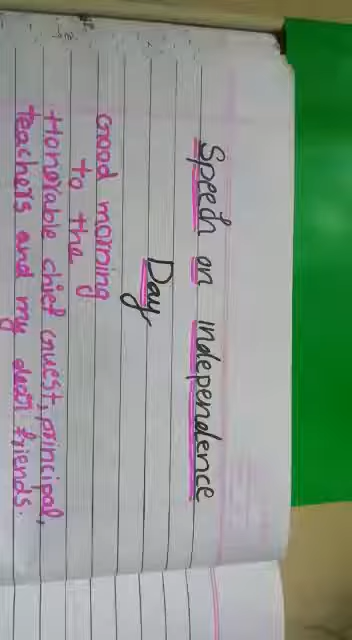 Speech on independence
Day
Good morning
to the
Honorable chief Guest, principal,
teachers and my dear friends.